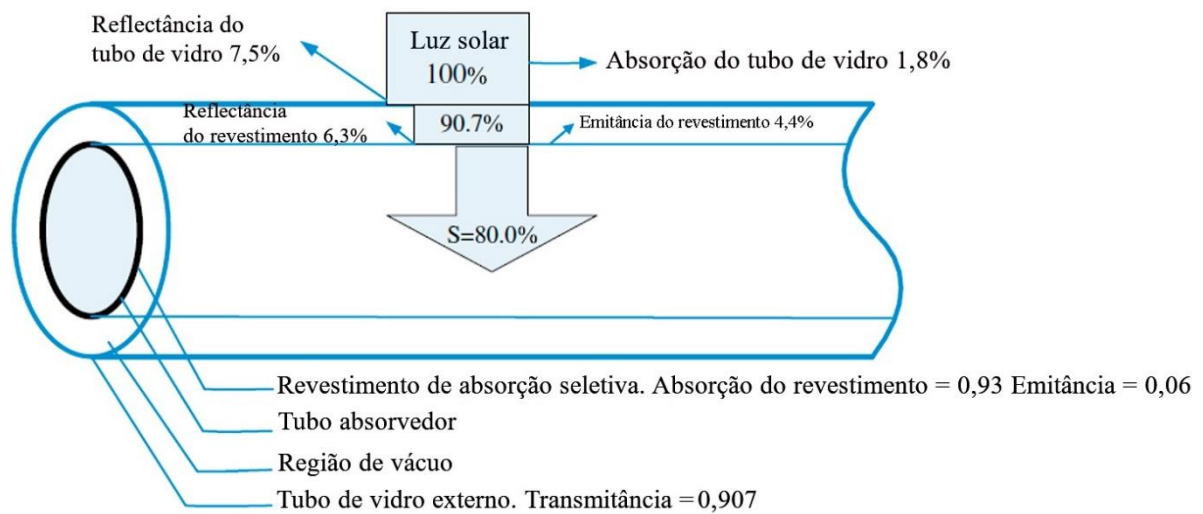 Reflectância do
tubo de vidro 7,5%
Luz solar
100%
Absorção do tubo de vidro 1,8%
Reflectância
do revestimento 6,3%
90.7%
Emitância do revestimento 4,4%
S=80.0%
Revestimento de absorção seletiva. Absorção do revestimento = 0,93 Emitância = 0,06
Tubo absorvedor
Região de vácuo
Tubo de vidro externo. Transmitância = 0,907